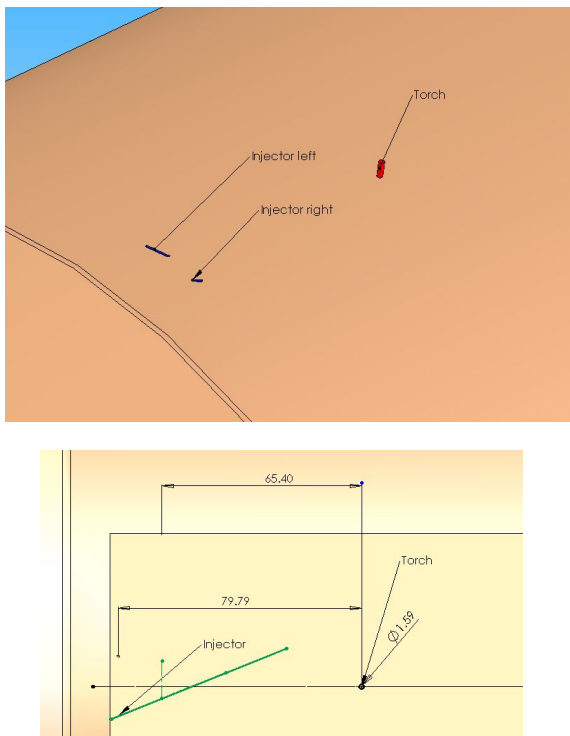 Torch
Injector left
Injector right
65.40
Torch
79.79
Ø1.59
Injector